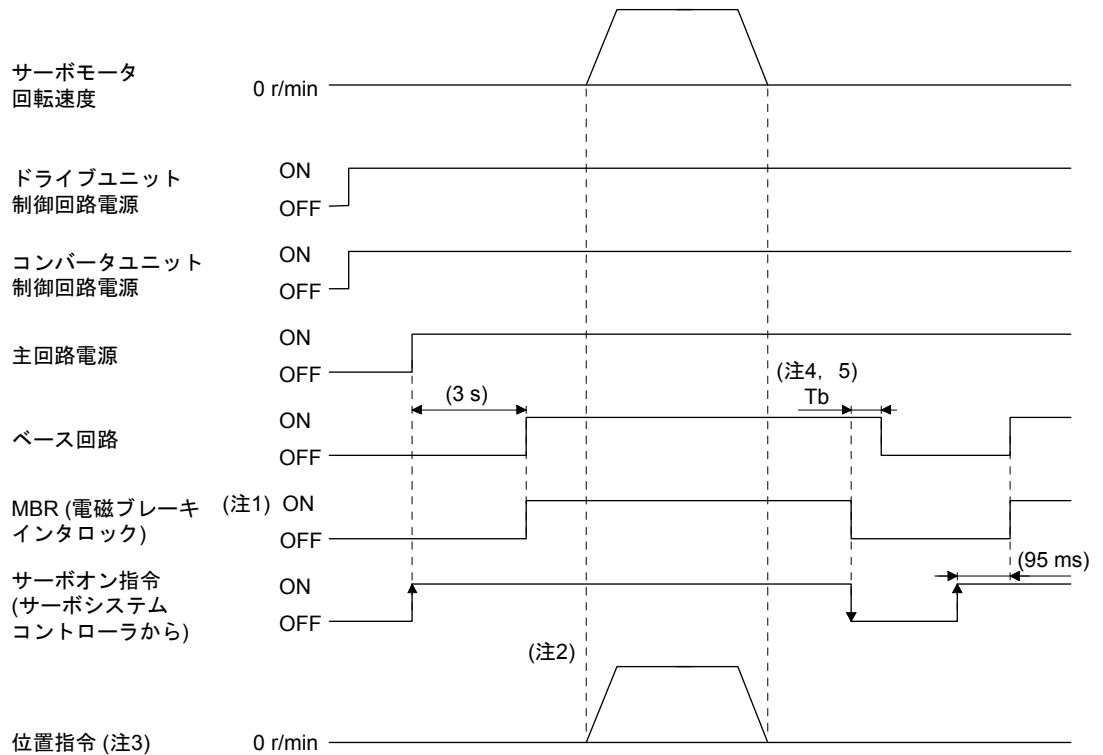 サーボモータ
回転速度
0 r/min
ドライブユニット
制御回路電源
ON
OFF
コンバータユニット
制御回路電源
ON
OFF
主回路電源
ON
OFF
(3 s)
(注4, 5)
Tb
ベース回路
ON
OFF
MBR (電磁ブレーキ
インタロック)
(注1)
ON
OFF
(95 ms)
サーボオン指令
(サーボシステム
コントローラから)
ON
OFF
(注2)
位置指令 (注3)
0 r/min